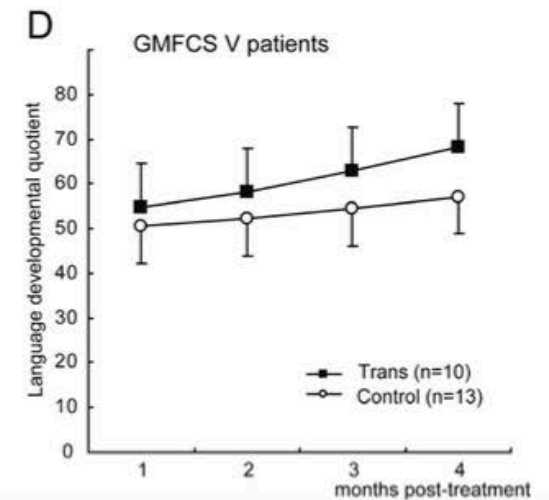 D
GMFCS V patients
Language developmental quotient
80
70
60
50
40
30
20
10
0
Trans (n=10)
Control (n=13)
1 2 3 4
months post-treatment